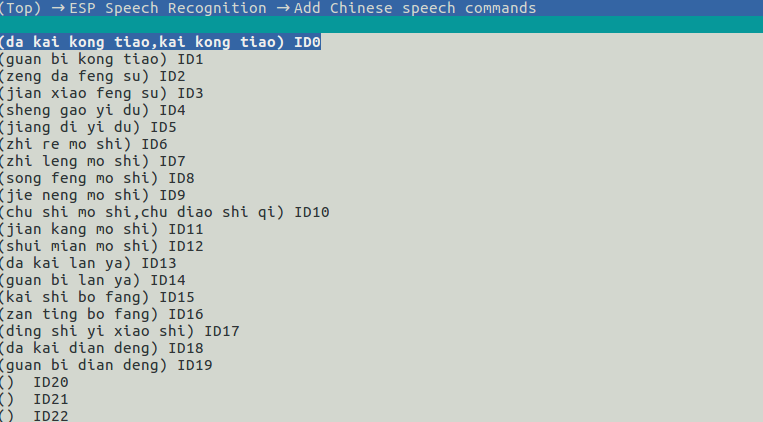 (Top) → ESP Speech Recognition → Add Chinese speech commands
(da kai kong tiao,kai kong tiao) ID0
(guan bi kong tiao) ID1
(zeng da feng su) ID2
(jian xiao feng su) ID3
(sheng gao yi du) ID4
(jiang di yi du) ID5
(zhi re mo shi) ID6
(zhi leng mo shi) ID7
(song feng mo shi) ID8
(jie neng mo shi) ID9
(chu shi mo shi,chu diao shi qi) ID10
(jian kang mo shi) ID11
(shui mian mo shi) ID12
(da kai lan ya) ID13
(guan bi lan ya) ID14
(kai shi bo fang) ID15
(zan ting bo fang) ID16
(ding shi yi xiao shi) ID17
(da kai dian deng) ID18
(guan bi dian deng) ID19
() ID20
() ID21
() ID22